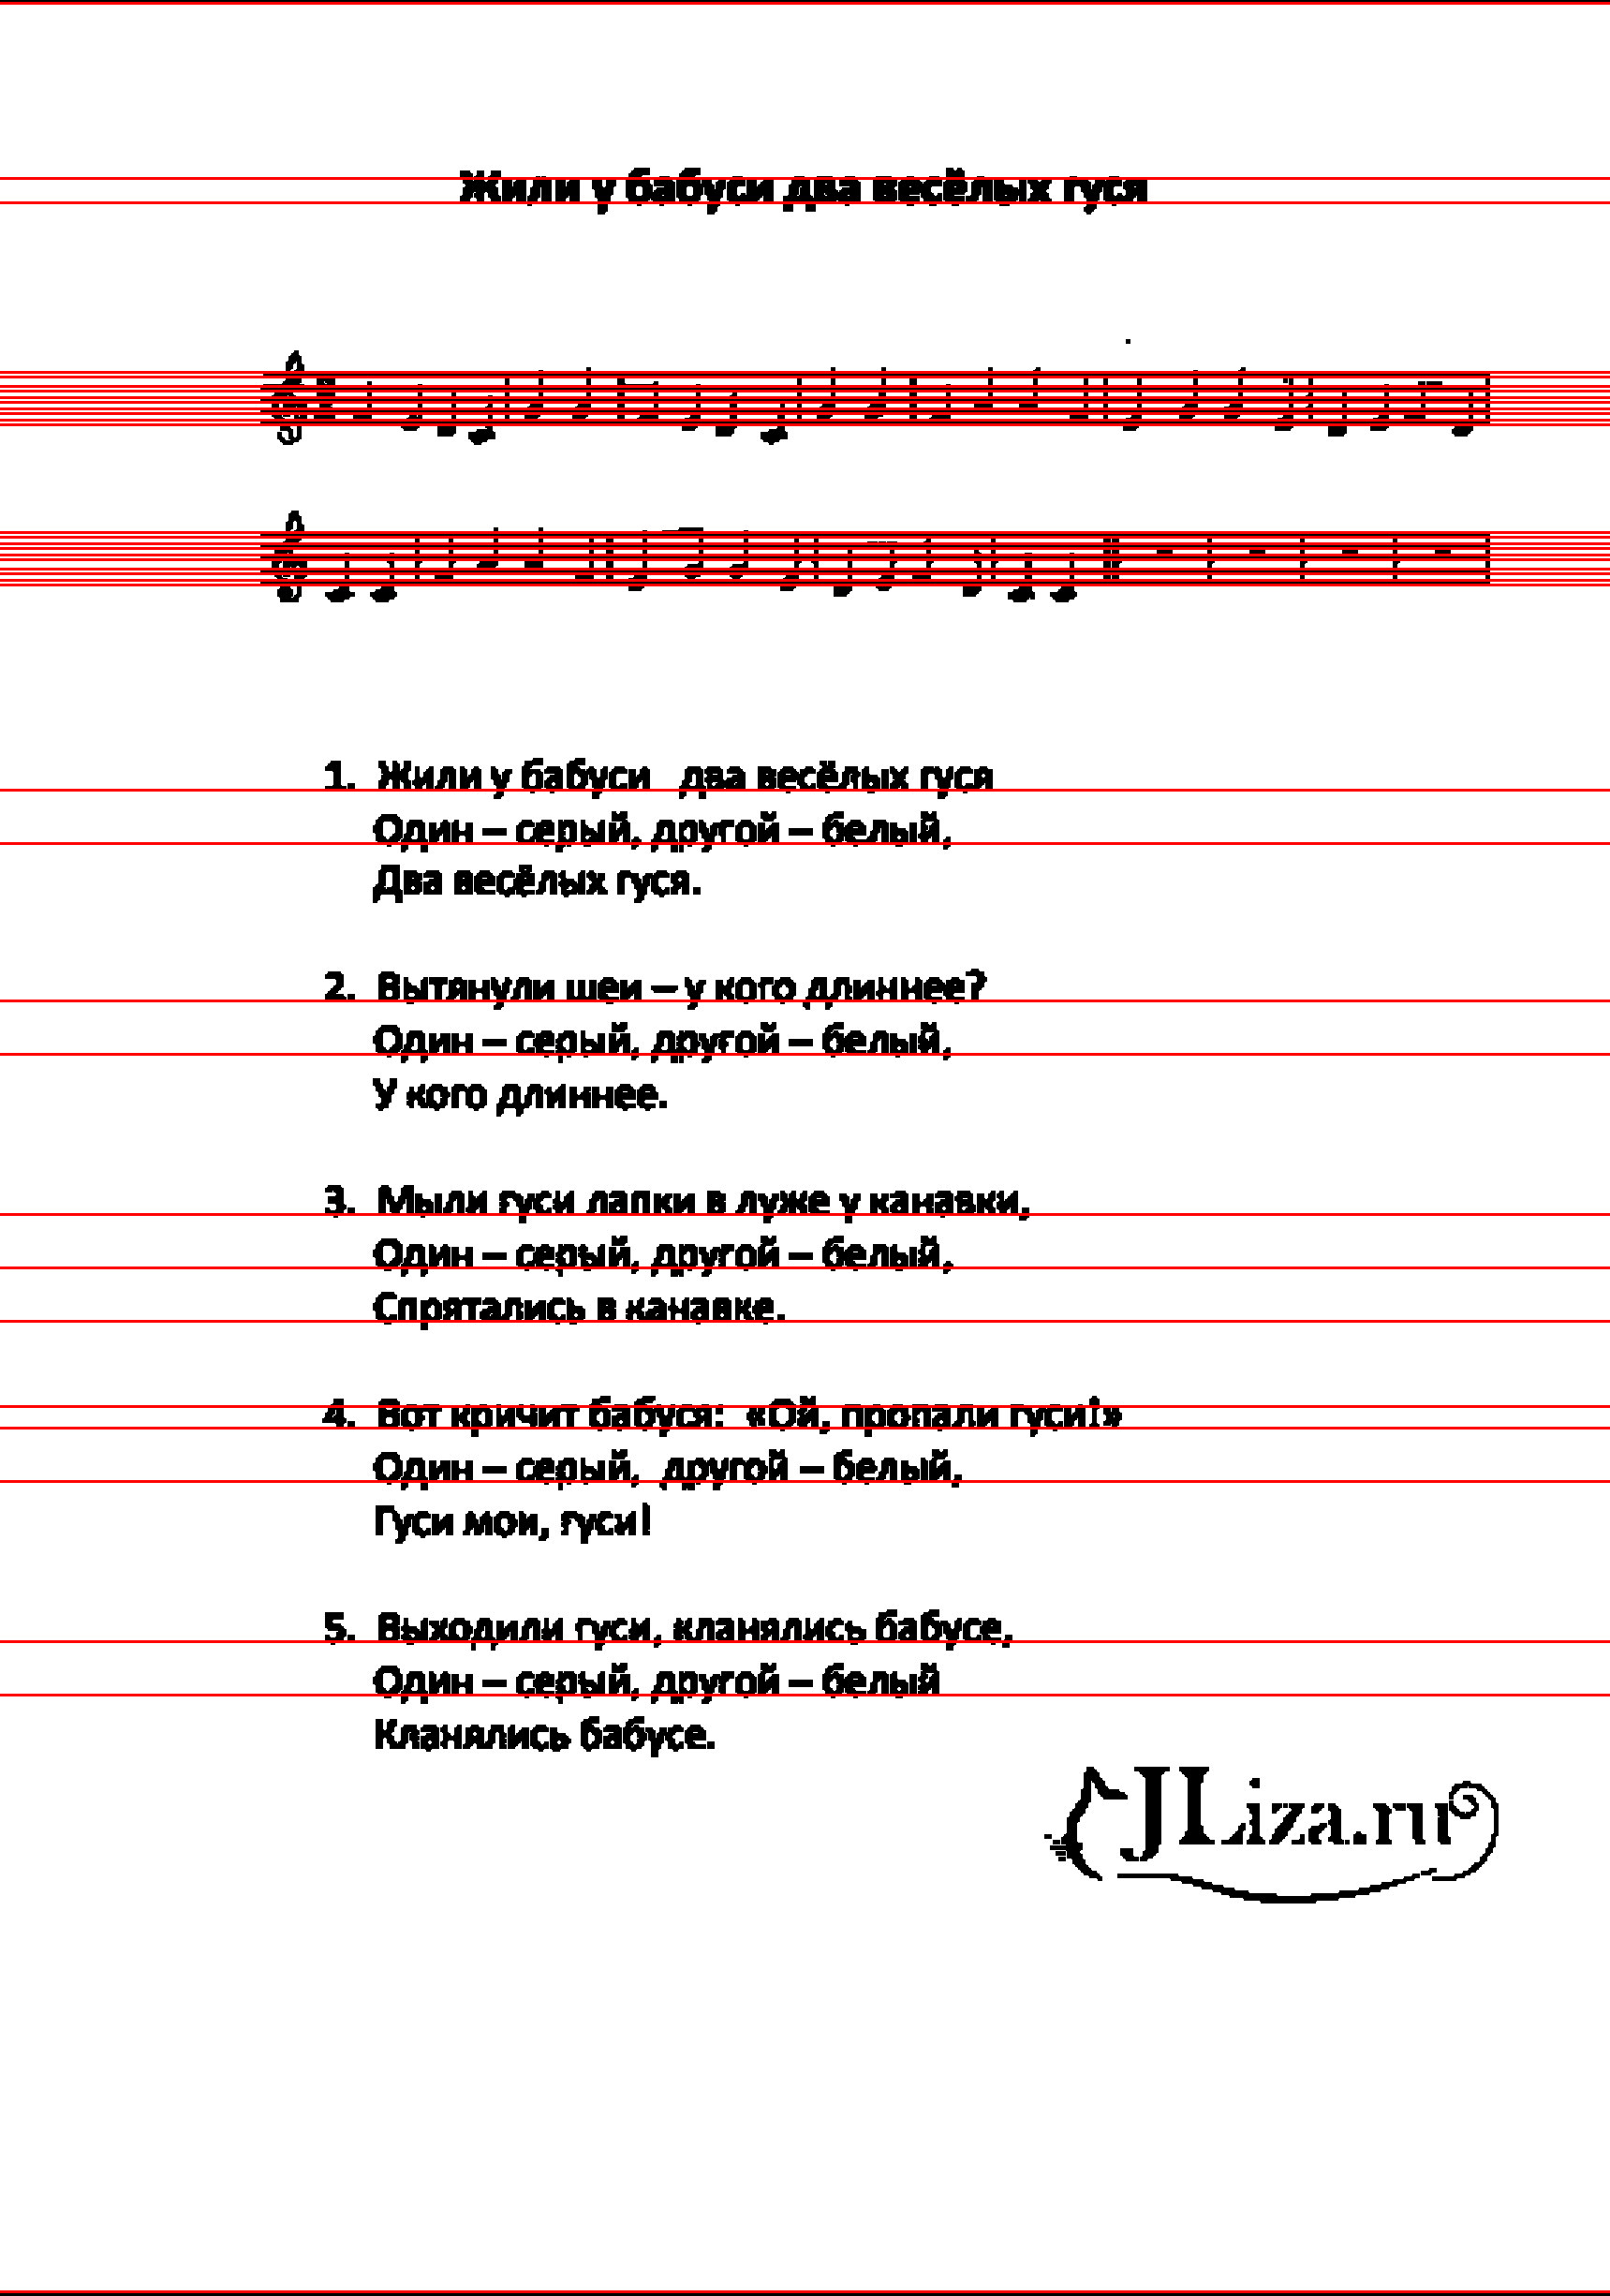 Жили у бабуси два весёлых гуся
1. Жили у бабуси два весёлых гуся
Один – серый, другой – белый,
Два весёлых гуся.
2. Вытянули шеи – у кого длиннее?
Один – серый, другой – белый,
У кого длиннее.
3. Мыли гуси лапки в луже у канавки,
Один – серый, другой – белый,
Спрятались в канавке.
4. Вот кричит бабуся: «Ой, пропали гуси!»
Один – серый, другой – белый,
Гуси мои, гуси!
5. Выходили гуси, кланялись бабусе,
Один – серый, другой – белый
Кланялись бабусе.
JLiza.ru